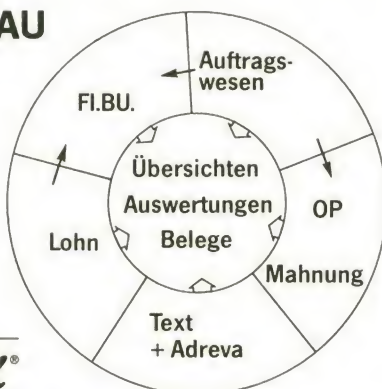 AU
Auftrags-
wesen
FI.BU.
Übersichten
Auswertungen
Belege
OP
Lohn
Mahnung
Text
+ Adreva
®